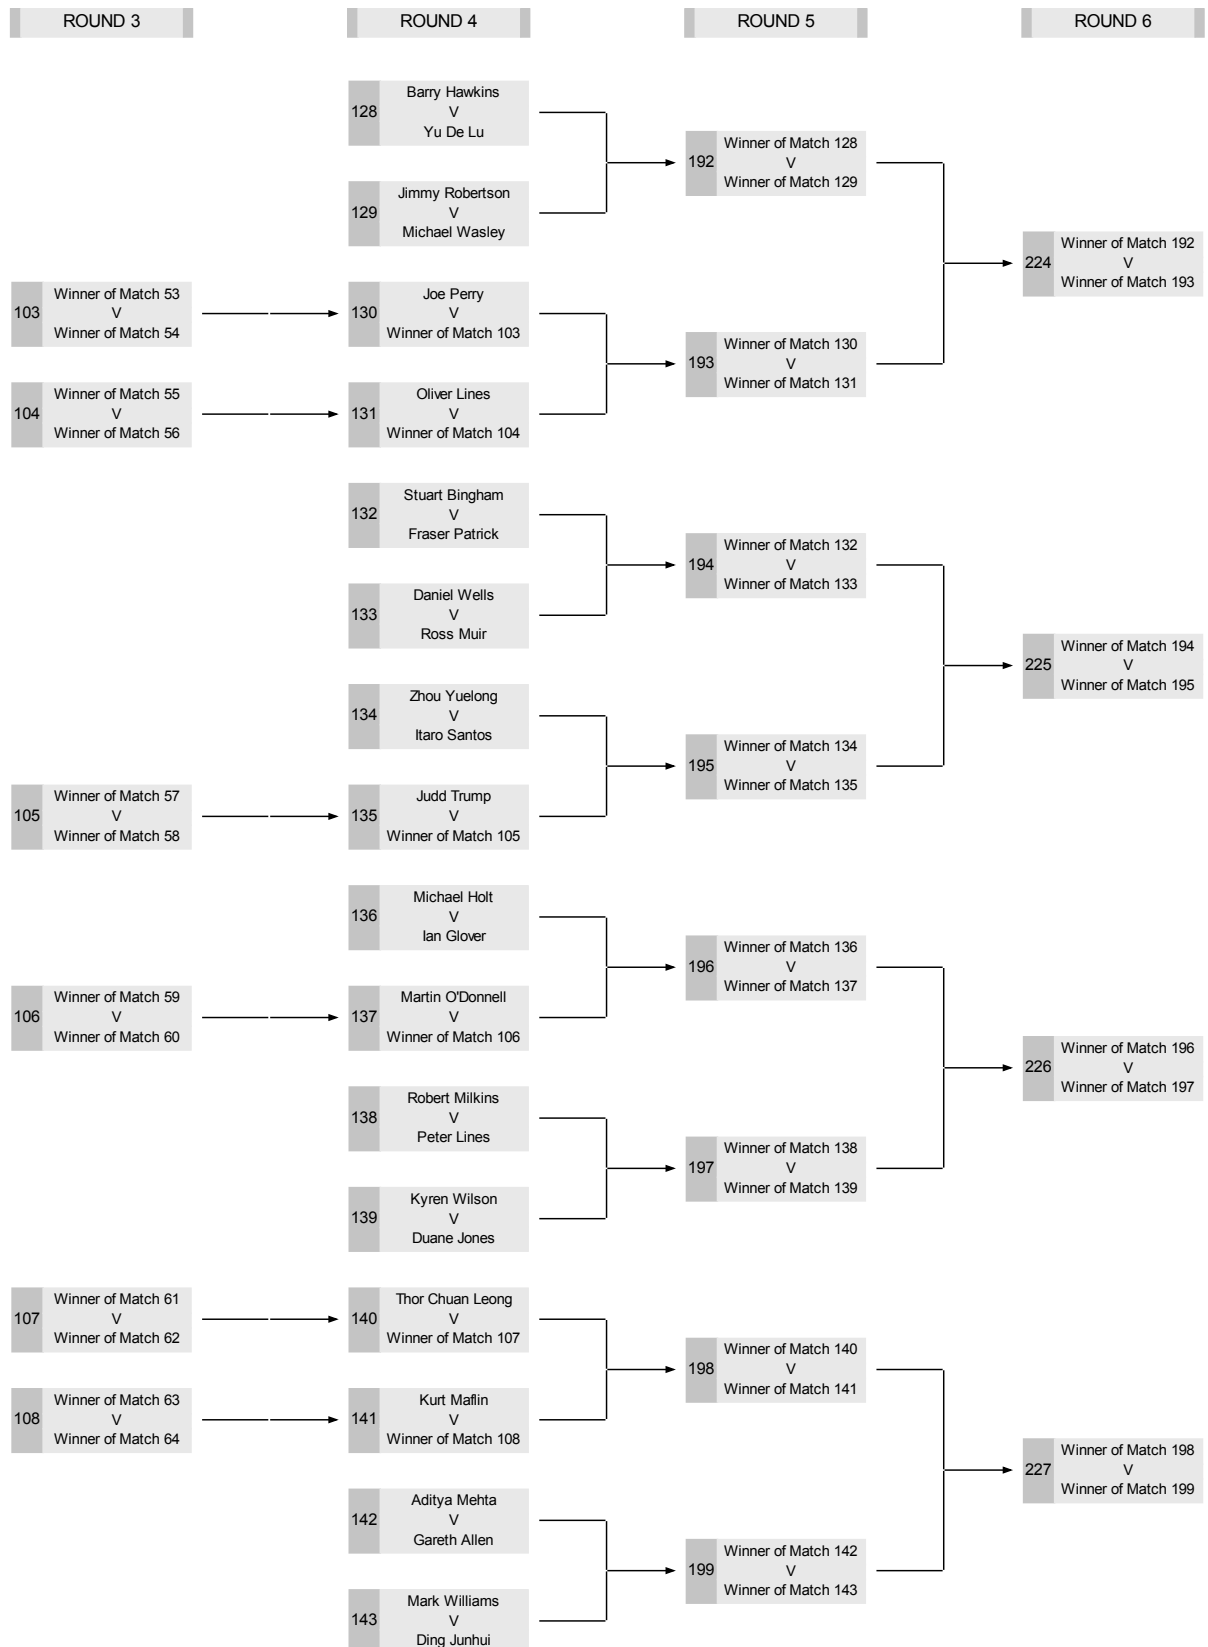 ROUND 3
ROUND 4
ROUND 5
ROUND 6
128
Barry Hawkins
V
Yu De Lu
192
Winner of Match 128
V
Winner of Match 129
129
Jimmy Robertson
V
Michael Wasley
224
Winner of Match 192
V
Winner of Match 193
103
Winner of Match 53
V
Winner of Match 54
130
Joe Perry
V
Winner of Match 103
193
Winner of Match 130
V
Winner of Match 131
104
Winner of Match 55
V
Winner of Match 56
131
Oliver Lines
V
Winner of Match 104
132
Stuart Bingham
V
Fraser Patrick
194
Winner of Match 132
V
Winner of Match 133
133
Daniel Wells
V
Ross Muir
225
Winner of Match 194
V
Winner of Match 195
134
Zhou Yuelong
V
Itaro Santos
195
Winner of Match 134
V
Winner of Match 135
105
Winner of Match 57
V
Winner of Match 58
135
Judd Trump
V
Winner of Match 105
136
Michael Holt
V
Ian Glover
196
Winner of Match 136
V
Winner of Match 137
106
Winner of Match 59
V
Winner of Match 60
137
Martin O'Donnell
V
Winner of Match 106
226
Winner of Match 196
V
Winner of Match 197
138
Robert Milkins
V
Peter Lines
197
Winner of Match 138
V
Winner of Match 139
139
Kyren Wilson
V
Duane Jones
107
Winner of Match 61
V
Winner of Match 62
140
Thor Chuan Leong
V
Winner of Match 107
198
Winner of Match 140
V
Winner of Match 141
108
Winner of Match 63
V
Winner of Match 64
141
Kurt Maflin
V
Winner of Match 108
227
Winner of Match 198
V
Winner of Match 199
142
Aditya Mehta
V
Gareth Allen
199
Winner of Match 142
V
Winner of Match 143
143
Mark Williams
V
Ding Junhui